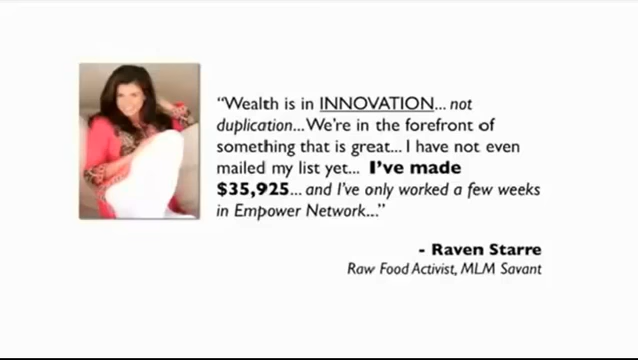 “Wealth is in INNOVATION... not
duplication...We’re in the forefront of
something that is great... I have not even
mailed my list yet... I’ve made
$35,925... and I’ve only worked a few weeks
in Empower Network...”
- Raven Starre
Raw Food Activist, MLM Savant